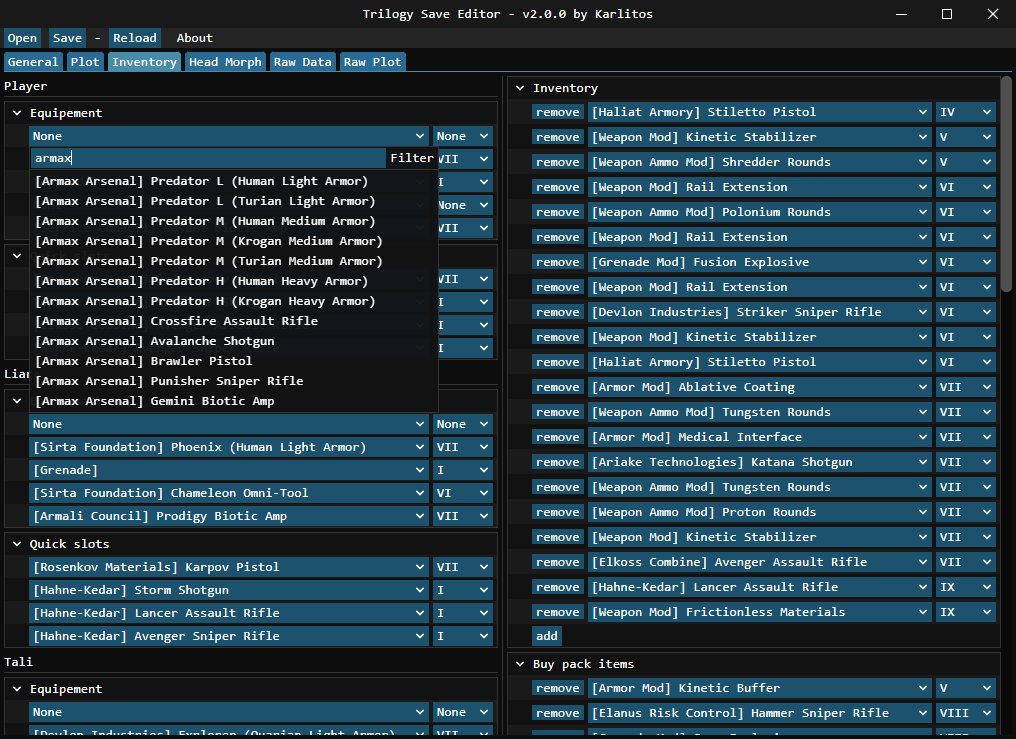 Trilogy Save Editor - v2.0.0 by Karlitos
Open Save - Reload About
General Plot Inventory Head Morph Raw Data Raw Plot
Player
Equipement
None None
armax Filter VII
[Armax Arsenal] Predator L (Human Light Armor) I
[Armax Arsenal] Predator L (Turian Light Armor) None
[Armax Arsenal] Predator M (Human Medium Armor) VII
[Armax Arsenal] Predator M (Krogan Medium Armor)
[Armax Arsenal] Predator M (Turian Medium Armor)
[Armax Arsenal] Predator H (Human Heavy Armor) VII
[Armax Arsenal] Predator H (Krogan Heavy Armor) I
[Armax Arsenal] Crossfire Assault Rifle I
[Armax Arsenal] Avalanche Shotgun I
[Armax Arsenal] Brawler Pistol
[Armax Arsenal] Punisher Sniper Rifle
[Armax Arsenal] Gemini Biotic Amp
None None
[Sirta Foundation] Phoenix (Human Light Armor) VII
[Grenade] I
[Sirta Foundation] Chameleon Omni-Tool VI
[Armali Council] Prodigy Biotic Amp VII
Quick slots
[Rosenkov Materials] Karpov Pistol VII
[Hahne-Kedar] Storm Shotgun I
[Hahne-Kedar] Lancer Assault Rifle I
[Hahne-Kedar] Avenger Sniper Rifle I
Tali
Equipement
None None
[Devlon Industries] Explorer (Quarian Light Armor) VII
Inventory
remove [Haliat Armory] Stiletto Pistol IV
remove [Weapon Mod] Kinetic Stabilizer V
remove [Weapon Ammo Mod] Shredder Rounds V
remove [Weapon Mod] Rail Extension VI
remove [Weapon Ammo Mod] Polonium Rounds VI
remove [Weapon Mod] Rail Extension VI
remove [Grenade Mod] Fusion Explosive VI
remove [Weapon Mod] Rail Extension VI
remove [Devlon Industries] Striker Sniper Rifle VI
remove [Weapon Mod] Kinetic Stabilizer VI
remove [Haliat Armory] Stiletto Pistol VI
remove [Armor Mod] Ablative Coating VII
remove [Weapon Ammo Mod] Tungsten Rounds VII
remove [Armor Mod] Medical Interface VII
remove [Ariake Technologies] Katana Shotgun VII
remove [Weapon Ammo Mod] Tungsten Rounds VII
remove [Weapon Ammo Mod] Proton Rounds VII
remove [Weapon Mod] Kinetic Stabilizer VII
remove [Elkoss Combine] Avenger Assault Rifle VII
remove [Hahne-Kedar] Lancer Assault Rifle IX
remove [Weapon Mod] Frictionless Materials IX
add
Buy pack items
remove [Armor Mod] Kinetic Buffer V
remove [Elanus Risk Control] Hammer Sniper Rifle VIII